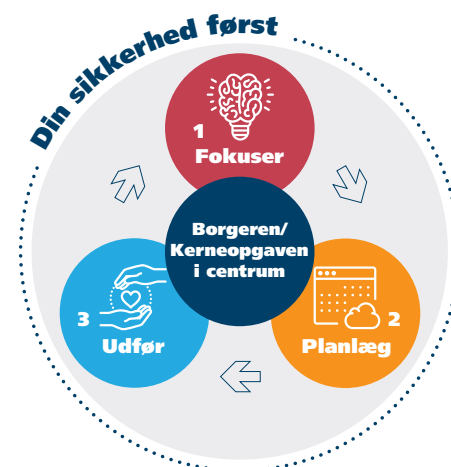 Din sikkerhed først
1
Fokuser
Borgeren/
Kerneopgaven
i centrum
2
Planlæg
3
Udfør